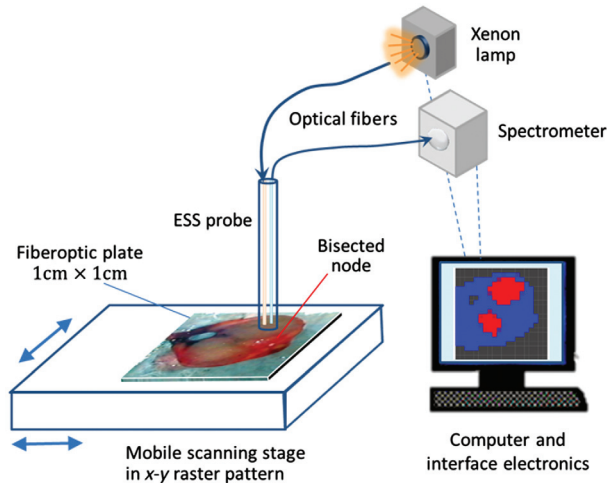 Xenon
lamp
Optical fibers
Spectrometer
ESS probe
Fiberoptic plate
1cm × 1cm
Bisected
node
Mobile scanning stage
in x-y raster pattern
Computer and
interface electronics